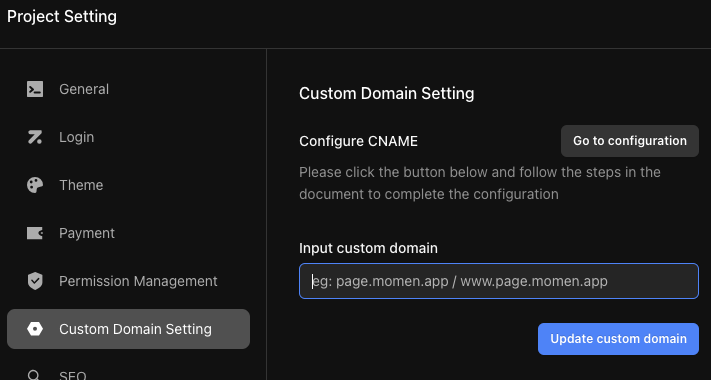 Project Setting
General
Login
Theme
Payment
Permission Management
Custom Domain Setting
SEO
Custom Domain Setting
Configure CNAME
Go to configuration
Please click the button below and follow the steps in the
document to complete the configuration
Input custom domain
eg: page.momen.app / www.page.momen.app
Update custom domain